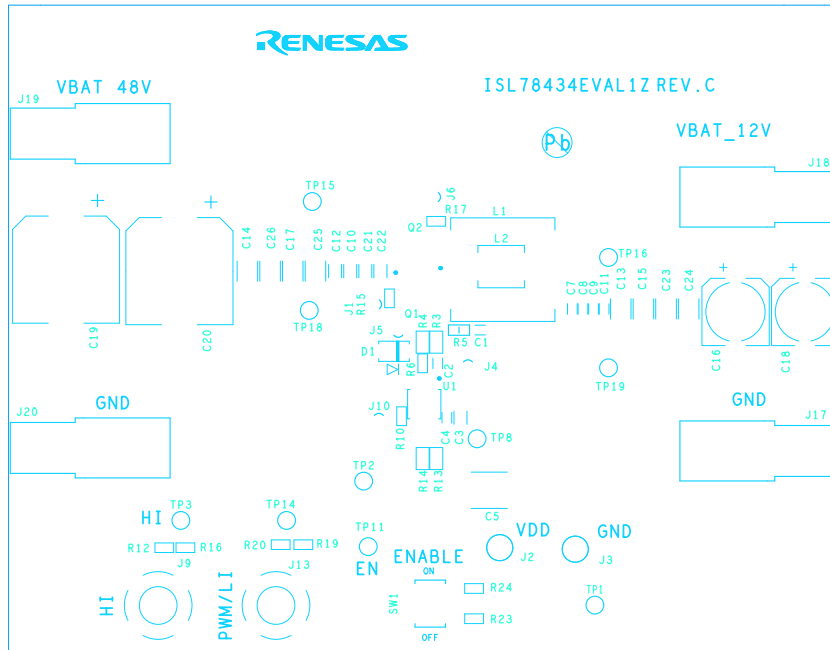 RENESAS
ISL78434EVAL1Z REV.C
VBAT 48V
J19
Pb
VBAT_12V
J18
TP15
J6
R17
L1
Q2
L2
C14
C26
C17
C25
C12
C10
C21
C22
+
+
TP16
C7
C8
C9
C11
C13
C15
C23
C24
+
+
J1
R15
TP18
Q1
R4
R3
J5
C19
C20
R5
C1
D1
R6
C2
J4
C16
C18
U1
TP19
GND
J20
J10
GND
J17
R10
C4
C3
TP8
TP2
R14
R13
C5
TP3
HI
TP14
TP11
VDD
GND
R12
R16
R20
R19
J9
J13
EN
ENABLE
J2
J3
ON
HI
PWM/LI
SW1
R24
TP1
R23
OFF